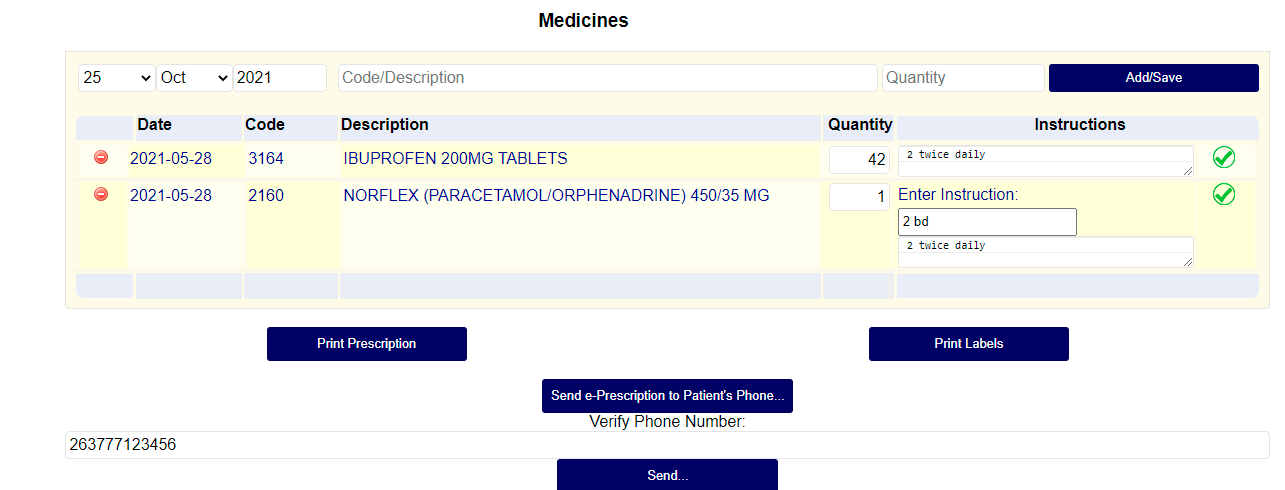 Medicines
25 Oct 2021 Code/Description Quantity Add/Save
Date Code Description Quantity Instructions
2021-05-28 3164 IBUPROFEN 200MG TABLETS 42 2 twice daily
2021-05-28 2160 NORFLEX (PARACETAMOL/ORPHENADRINE) 450/35 MG 1 Enter Instruction:
2 bd
2 twice daily
Print Prescription Print Labels
Send e-Prescription to Patient's Phone...
Verify Phone Number:
263777123456
Send...